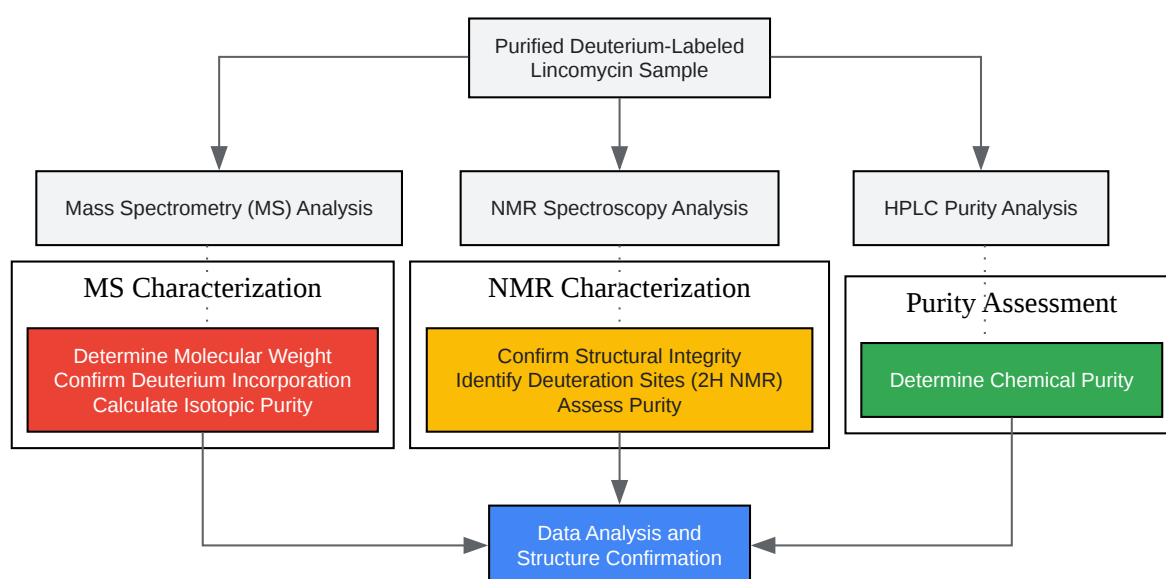 Purified Deuterium-Labeled
Lincomycin Sample
Mass Spectrometry (MS) Analysis
NMR Spectroscopy Analysis
HPLC Purity Analysis
MS Characterization
NMR Characterization
Purity Assessment
Determine Molecular Weight
Confirm Deuterium Incorporation
Calculate Isotopic Purity
Confirm Structural Integrity
Identify Deuteration Sites (2H NMR)
Assess Purity
Determine Chemical Purity
Data Analysis and
Structure Confirmation